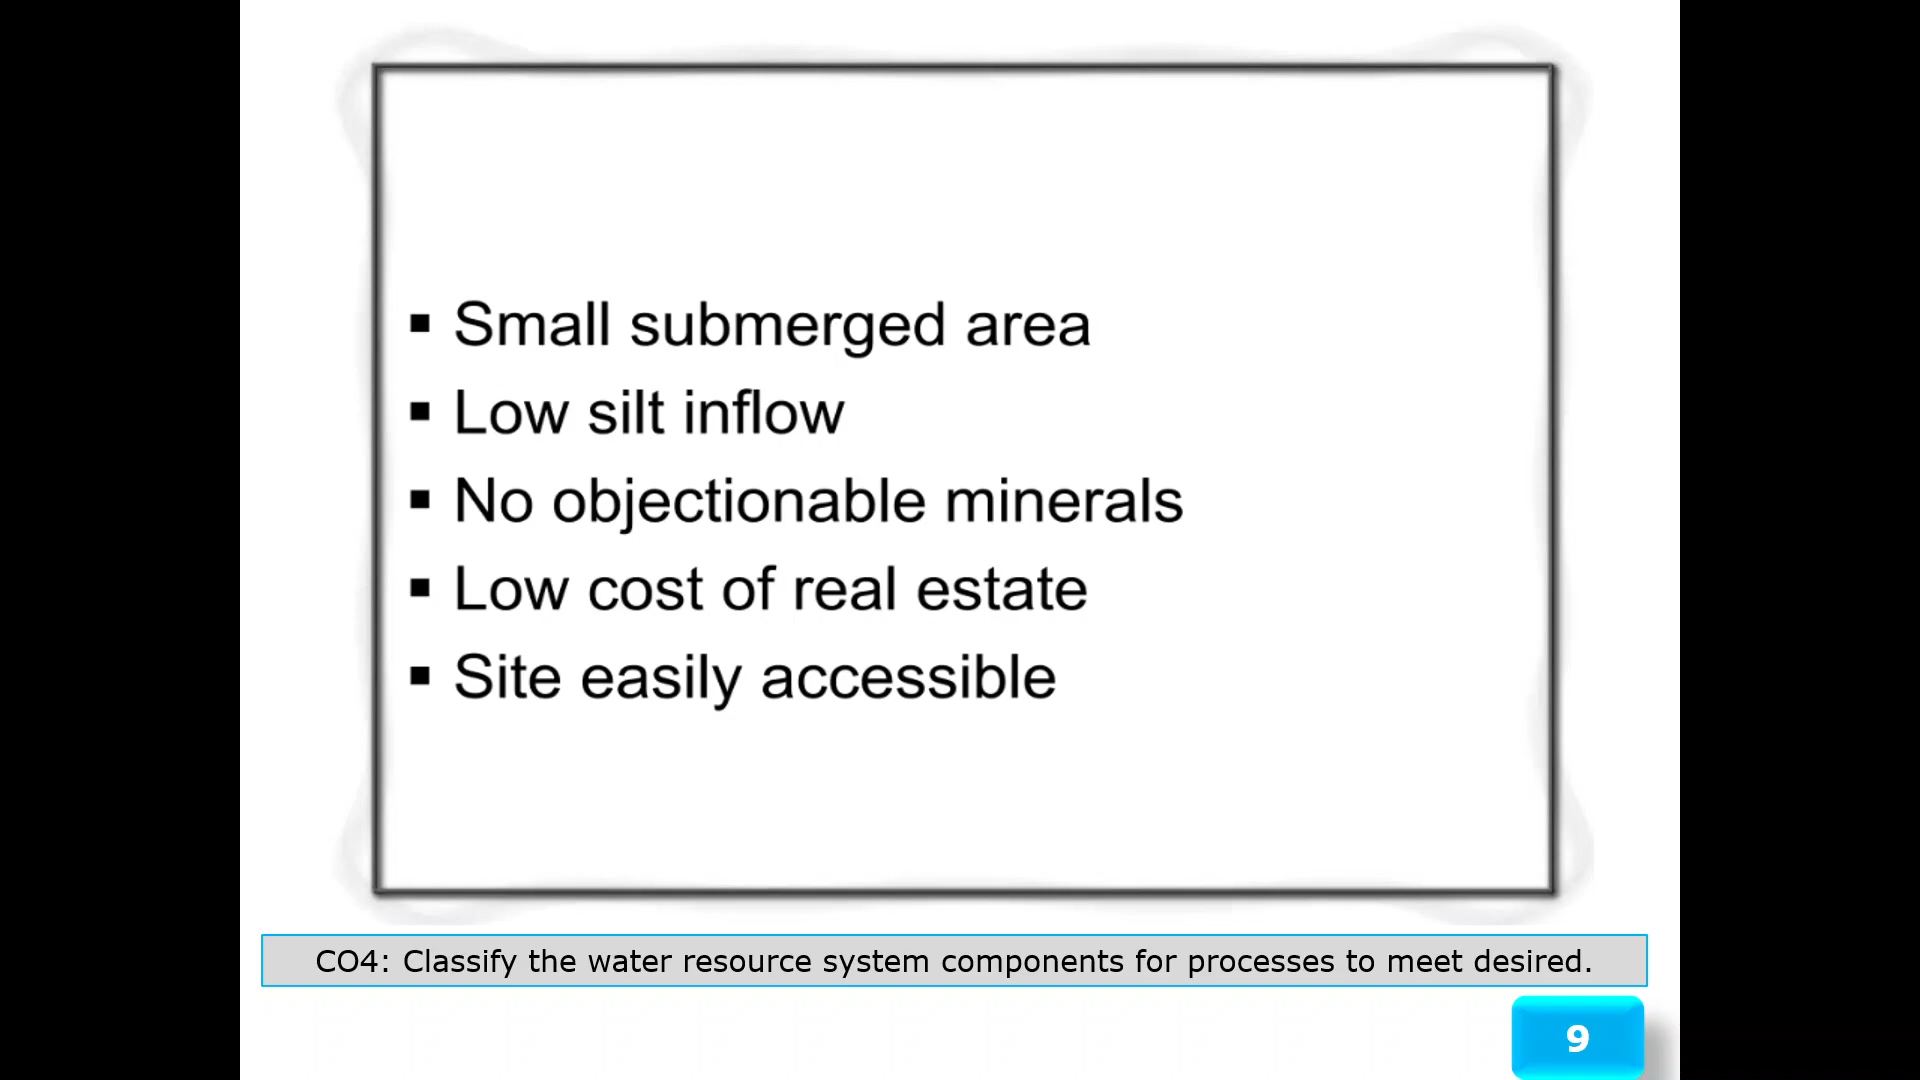 ▪ Small submerged area
▪ Low silt inflow
▪ No objectionable minerals
▪ Low cost of real estate
▪ Site easily accessible
CO4: Classify the water resource system components for processes to meet desired.
9